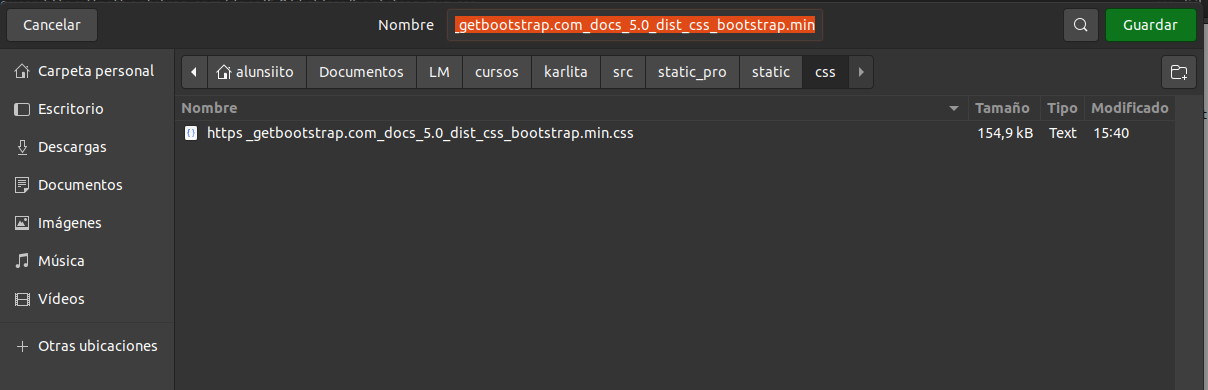 Cancelar Nombre _getbootstrap.com_docs_5.0_dist_css_bootstrap.min Guardar
Carpeta personal alunsiito Documentos LM cursos karlita src static_pro static css
Nombre Tamaño Tipo Modificado
Escritorio
https _getbootstrap.com_docs_5.0_dist_css_bootstrap.min.css 154,9 kB Text 15:40
Descargas
Documentos
Imágenes
Música
Vídeos
Otras ubicaciones